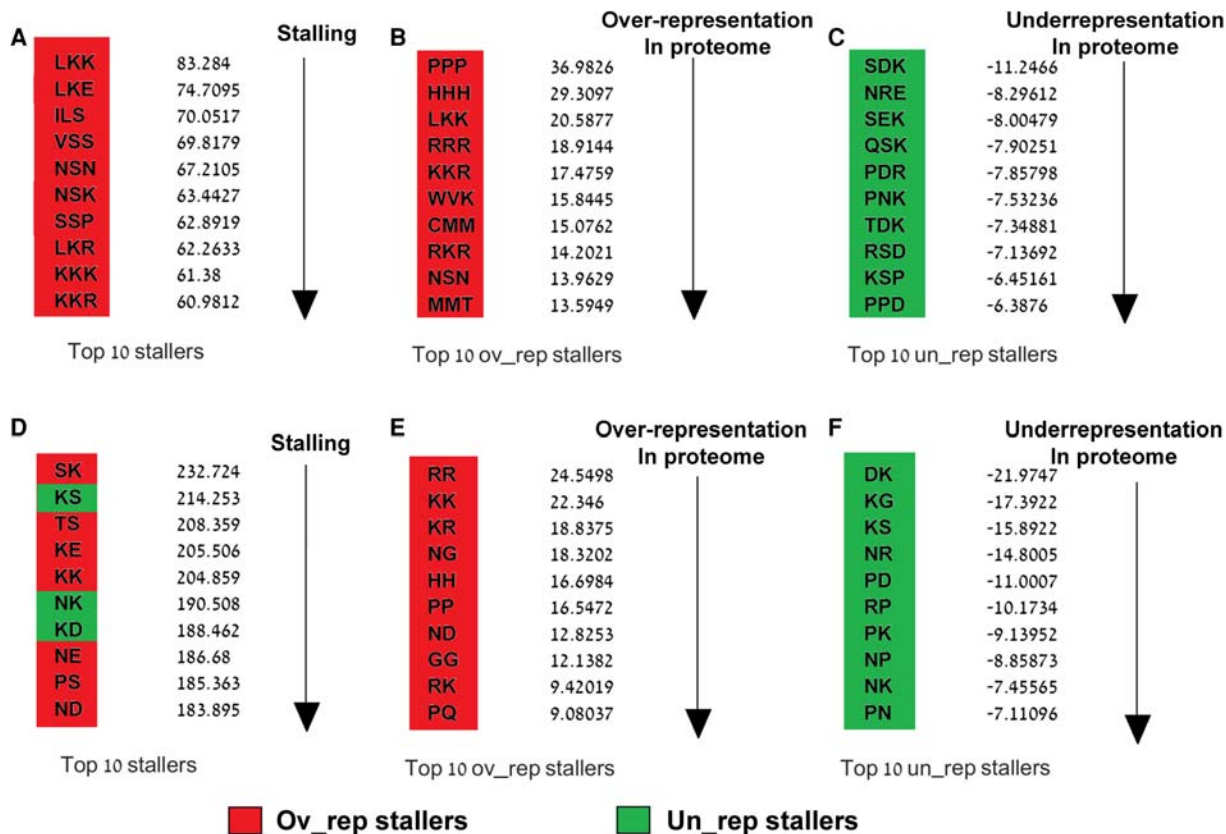 A
Stalling
LKK 83.284
LKE 74.7095
ILS 70.0517
VSS 69.8179
NSN 67.2105
NSK 63.4427
SSP 62.8919
LKR 62.2633
KKK 61.38
KKR 60.9812
Top 10 stallers
B
Over-representation
In proteome
PPP 36.9826
HHH 29.3097
LKK 20.5877
RRR 18.9144
KKR 17.4759
WVK 15.8445
CMM 15.0762
RKR 14.2021
NSN 13.9629
MMT 13.5949
Top 10 ov_rep stallers
C
Underrepresentation
In proteome
SDK -11.2466
NRE -8.29612
SEK -8.00479
QSK -7.90251
PDR -7.85798
PNK -7.53236
TDK -7.34881
RSD -7.13692
KSP -6.45161
PPD -6.3876
Top 10 un_rep stallers
D
Stalling
SK 232.724
KS 214.253
TS 208.359
KE 205.506
KK 204.859
NK 190.508
KD 188.462
NE 186.68
PS 185.363
ND 183.895
Top 10 stallers
E
Over-representation
In proteome
RR 24.5498
KK 22.346
KR 18.8375
NG 18.3202
HH 16.6984
PP 16.5472
ND 12.8253
GG 12.1382
RK 9.42019
PQ 9.08037
Top 10 ov_rep stallers
F
Underrepresentation
In proteome
DK -21.9747
KG -17.3922
KS -15.8922
NR -14.8005
PD -11.0007
RP -10.1734
PK -9.13952
NP -8.85873
NK -7.45565
PN -7.11096
Top 10 un_rep stallers
Ov_rep stallers
Un_rep stallers